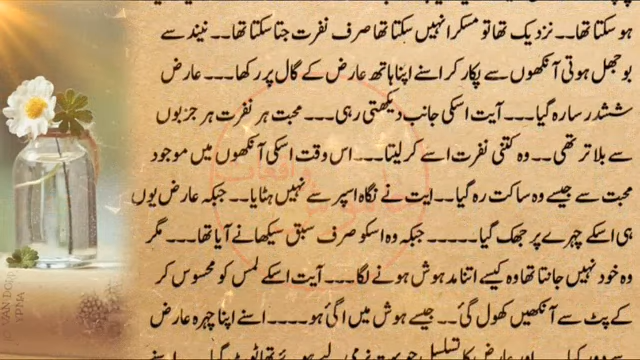 ہو سکتا تھا۔۔ نزدیک تھا تو مسکرا نہیں سکتا تھا صرف نفرت جتا سکتا تھا۔۔۔ نیند سے
بوجھل ہوتی آنکھوں سے پکار کر اسنے اپنا ہاتھ عارض کے گال پر رکھا۔۔۔ عارض
ششدر سا رہ گیا۔۔۔ آیت اسکی جانب دیکھتی رہی۔۔۔ محبت ہر نفرت ہر جزبوں
سے بلاتر تھی۔۔ وہ کتنی نفرت اسے کر لیتا۔۔۔ اس وقت اسکی آنکھوں میں موجود
محبت سے جیسے وہ ساکت رہ گیا۔۔ ایت نے نگاہ اسپر سے نہیں ہٹایا۔۔ جبکہ عارض یوں
ہی اسکے چہرے پر جھک گیا۔۔۔۔۔ جبکہ وہ اسکو صرف سبق سیکھانے آیا تھا۔۔۔ مگر
وہ خود نہیں جانتا تھا وہ کیسے اتنا مدہوش ہونے لگا۔۔۔۔ آیت اسکے لمس کو محسوس کر
کے پٹ سے آنکھیں کھول گئی۔۔ جیسے ہوش میں اگئی ہو۔۔۔۔ اسنے اپنا چہرہ عارض